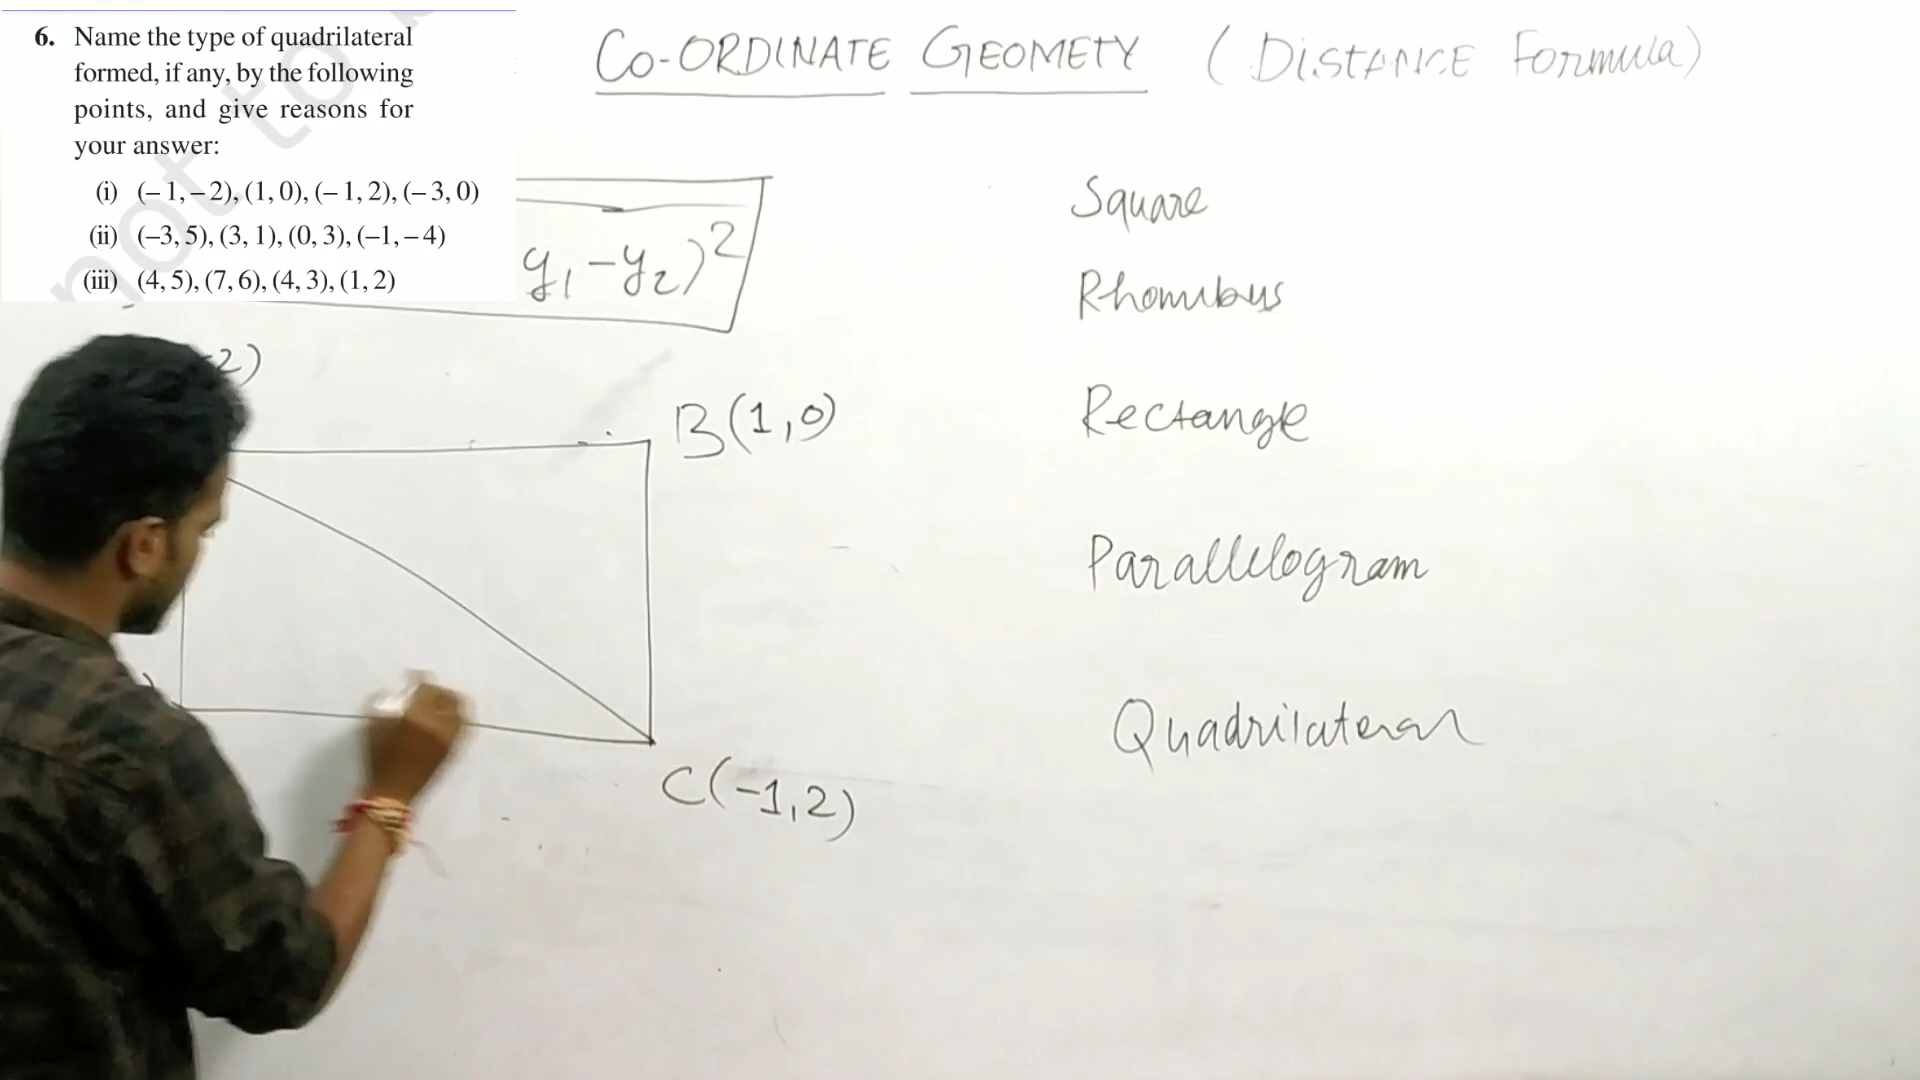 6. Name the type of quadrilateral
formed, if any, by the following
points, and give reasons for
your answer:
(i) (– 1, – 2), (1, 0), (– 1, 2), (– 3, 0)
(ii) (–3, 5), (3, 1), (0, 3), (–1, – 4)
(iii) (4, 5), (7, 6), (4, 3), (1, 2)
not to
CO-ORDINATE GEOMETY (DISTANCE Formula)
y₁ - y₂)²
2)
B(1,0)
C(-1,2)
Square
Rhombus
Rectangle
Parallelogram
Quadrilateral